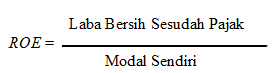 Laba Bersih Sesudah Pajak
ROE =
Modal Sendiri